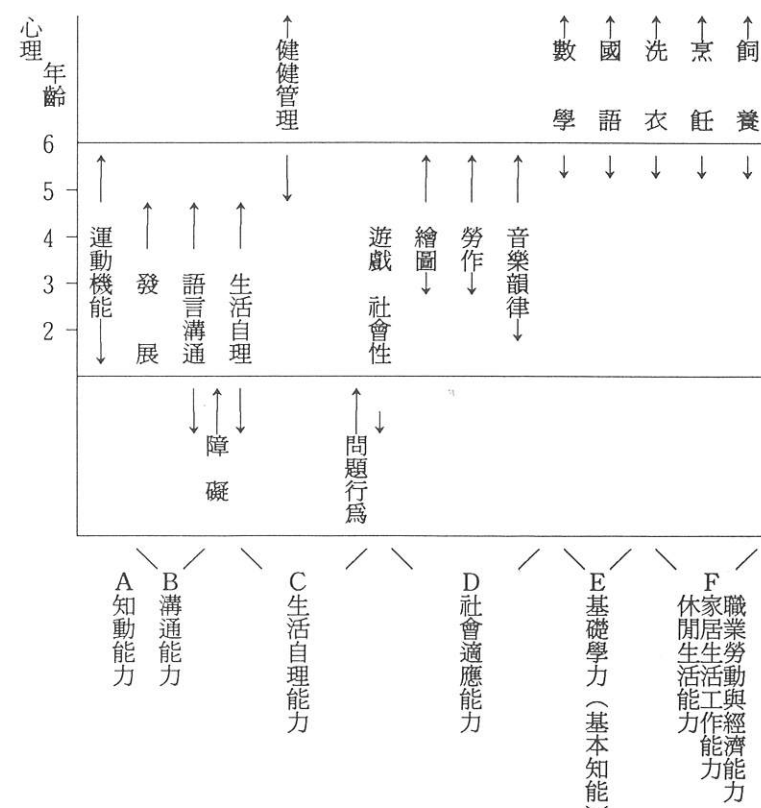 心理
年齡
6
5
4
3
2
健健管理
數學
國語
洗衣
烹飪
飼養
運動機能
發展
語言溝通
生活自理
遊戲 社會性
繪圖
勞作
音樂韻律
障礙
問題行爲
A知動能力
B溝通能力
C生活自理能力
D社會適應能力
E基礎學力（基本知能
F
職業勞動與經濟能力
家居生活工作能力
休閒生活能力